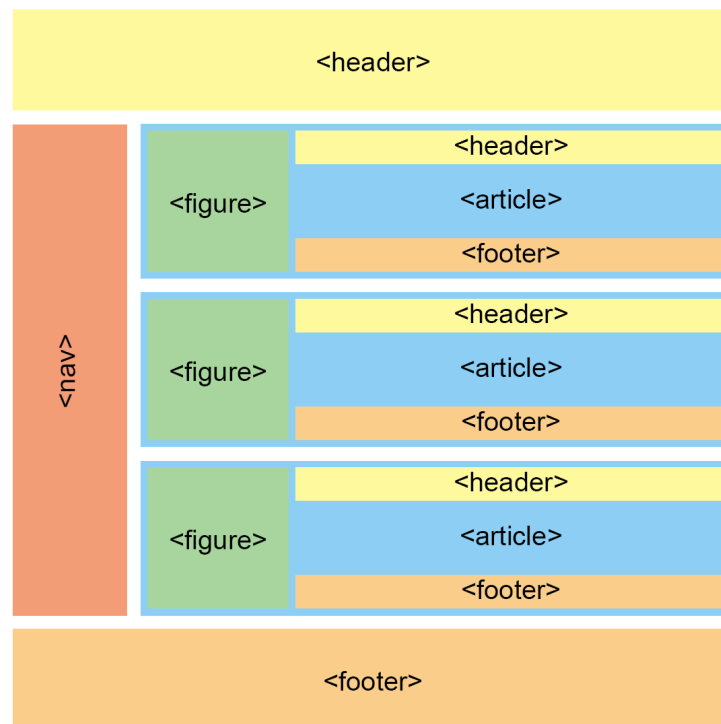 <header>
<nav>
<figure>
<header>
<article>
<footer>
<figure>
<header>
<article>
<footer>
<figure>
<header>
<article>
<footer>
<footer>